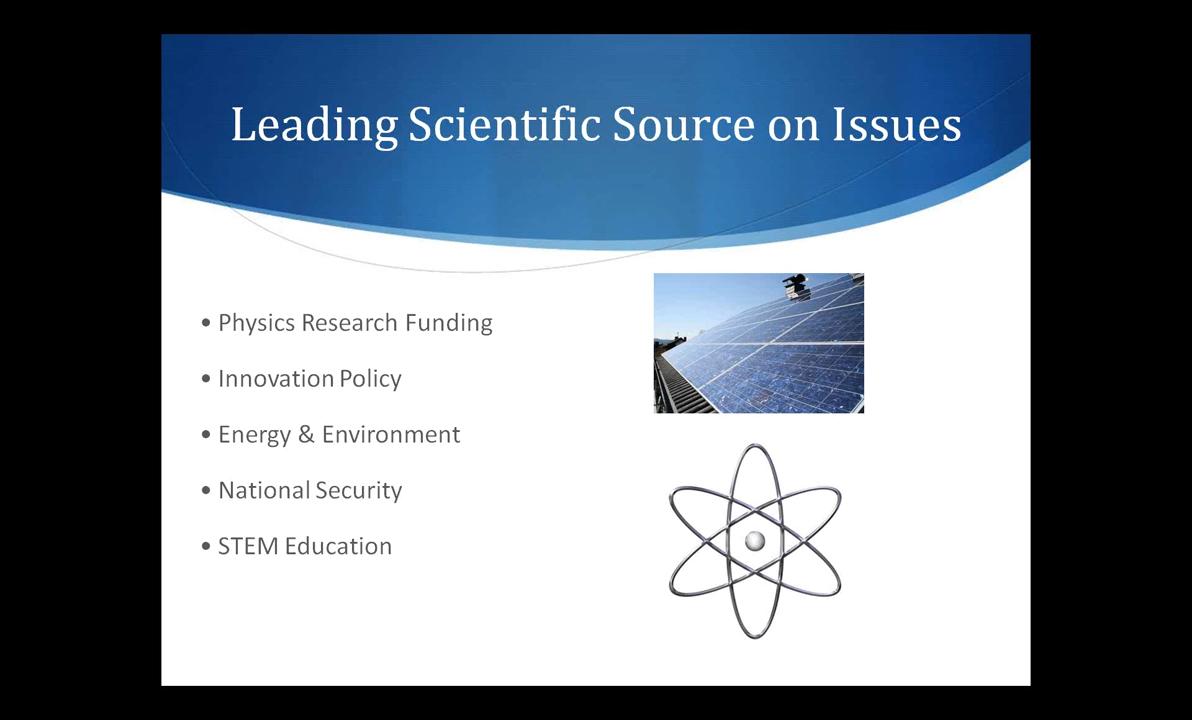 Leading Scientific Source on Issues
• Physics Research Funding
• Innovation Policy
• Energy & Environment
• National Security
• STEM Education